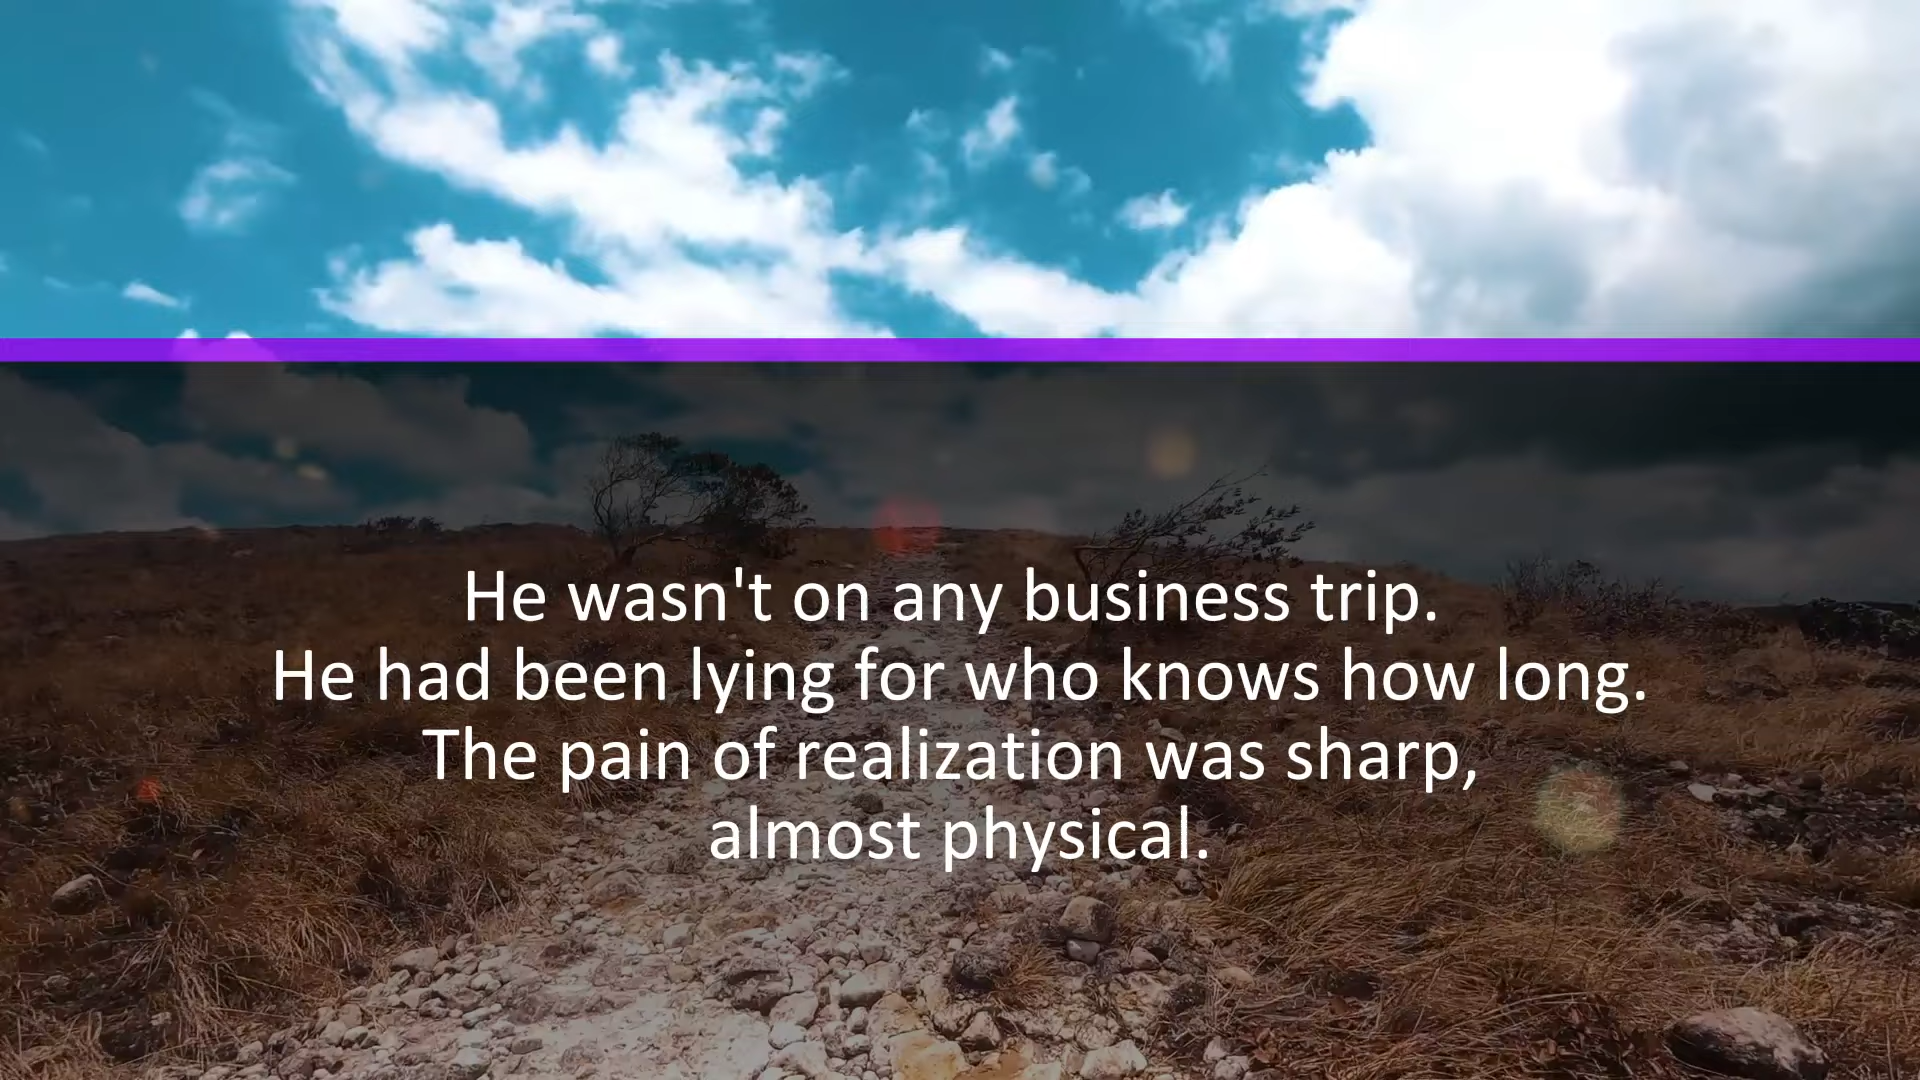 He wasn't on any business trip.
He had been lying for who knows how long.
The pain of realization was sharp,
almost physical.